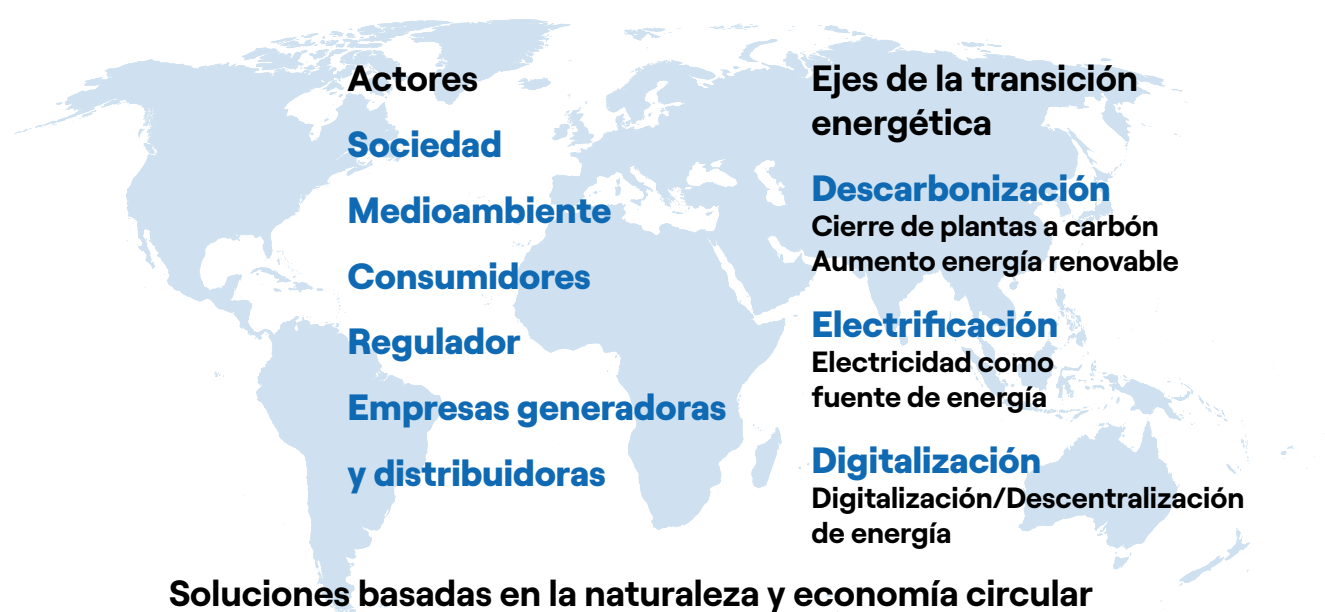 Actores
Sociedad
Medioambiente
Consumidores
Regulador
Empresas generadoras
y distribuidoras
Ejes de la transición
energética
Descarbonización
Cierre de plantas a carbón
Aumento energía renovable
Electrificación
Electricidad como
fuente de energía
Digitalización
Digitalización/Descentralización
de energía
Soluciones basadas en la naturaleza y economía circular